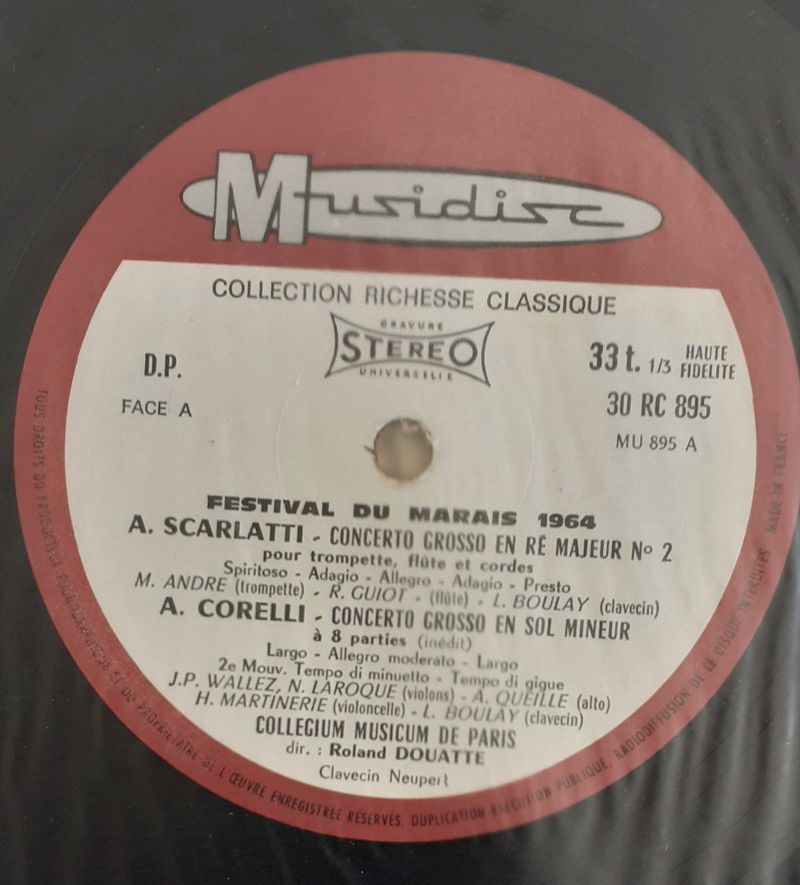 Musidisc
COLLECTION RICHESSE CLASSIQUE
GRAVURE
STEREO
UNIVERSELLE
D.P.
FACE A
33 t. 1/3 HAUTE FIDELITE
30 RC 895
MU 895 A
FESTIVAL DU MARAIS 1964
A. SCARLATTI - CONCERTO GROSSO EN RÉ MAJEUR No 2
pour trompette, flûte et cordes
Spiritoso - Adagio - Allegro - Adagio - Presto
M. ANDRE (trompette) - R. GUIOT - (flûte) - L. BOULAY (clavecin)
A. CORELLI - CONCERTO GROSSO EN SOL MINEUR
à 8 parties (inédit)
Largo - Allegro moderato - Largo
2e Mouv. Tempo di minuetto - Tempo di gigue
J.P. WALLEZ, N. LAROQUE (violons) - A. QUEILLE (alto)
H. MARTINERIE (violoncelle) - L. BOULAY (clavecin)
COLLEGIUM MUSICUM DE PARIS
dir. : Roland DOUATTE
Clavecin Neupert
TOUS DROITS DU PRODUCTEUR PHONOGRAPHIQUE ET DU PROPRIETAIRE DE L'ŒUVRE ENREGISTREE RESERVES. DUPLICATION EXECUTION PUBLIQUE, RADIODIFFUSION DE CE DISQUE INTERDITES MADE IN FRANCE